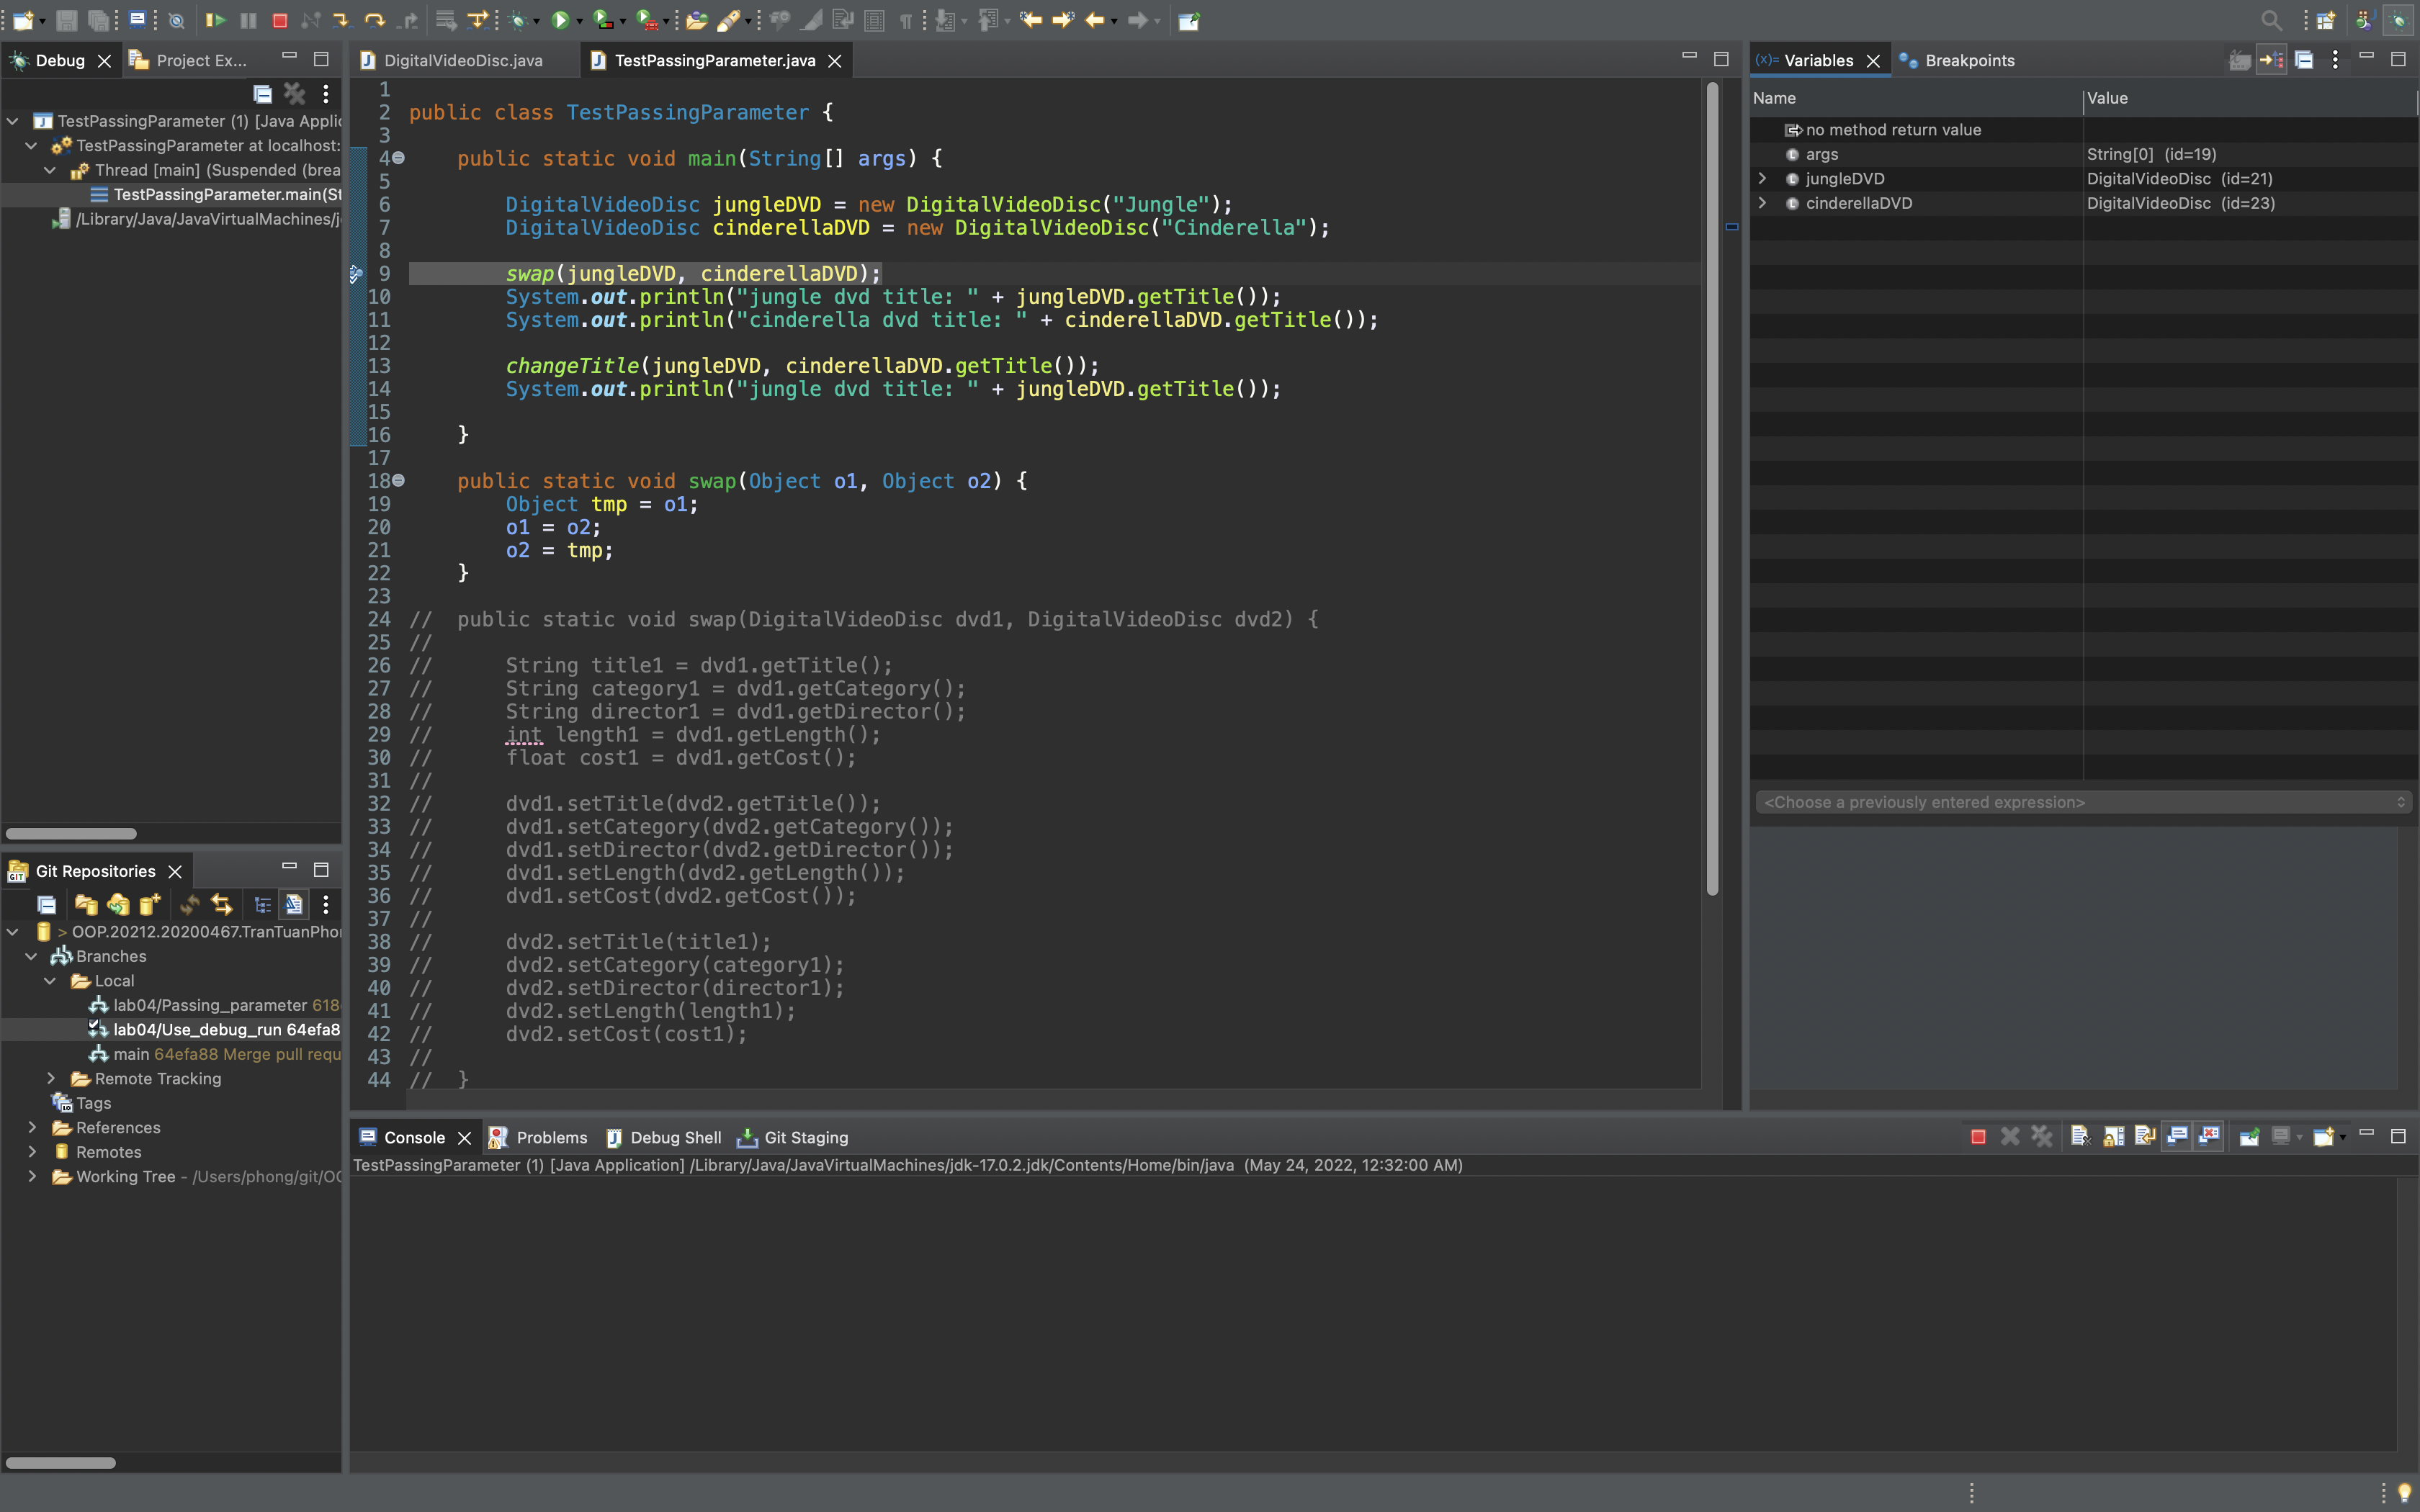 Debug
Project Ex...
TestPassingParameter (1) [Java Applic
TestPassingParameter at localhost:
Thread [main] (Suspended (brea
TestPassingParameter.main(St
/Library/Java/JavaVirtualMachines/j
DigitalVideoDisc.java
TestPassingParameter.java
1
2 public class TestPassingParameter {
3
4 public static void main(String[] args) {
5
6 DigitalVideoDisc jungleDVD = new DigitalVideoDisc("Jungle");
7 DigitalVideoDisc cinderellaDVD = new DigitalVideoDisc("Cinderella");
8
9 swap(jungleDVD, cinderellaDVD);
10 System.out.println("jungle dvd title: " + jungleDVD.getTitle());
11 System.out.println("cinderella dvd title: " + cinderellaDVD.getTitle());
12
13 changeTitle(jungleDVD, cinderellaDVD.getTitle());
14 System.out.println("jungle dvd title: " + jungleDVD.getTitle());
15
16 }
17
18 public static void swap(Object o1, Object o2) {
19 Object tmp = o1;
20 o1 = o2;
21 o2 = tmp;
22 }
23
24 // public static void swap(DigitalVideoDisc dvd1, DigitalVideoDisc dvd2) {
25 //
26 // String title1 = dvd1.getTitle();
27 // String category1 = dvd1.getCategory();
28 // String director1 = dvd1.getDirector();
29 // int length1 = dvd1.getLength();
30 // float cost1 = dvd1.getCost();
31 //
32 // dvd1.setTitle(dvd2.getTitle());
33 // dvd1.setCategory(dvd2.getCategory());
34 // dvd1.setDirector(dvd2.getDirector());
35 // dvd1.setLength(dvd2.getLength());
36 // dvd1.setCost(dvd2.getCost());
37 //
38 // dvd2.setTitle(title1);
39 // dvd2.setCategory(category1);
40 // dvd2.setDirector(director1);
41 // dvd2.setLength(length1);
42 // dvd2.setCost(cost1);
43 //
44 // }
(x)= Variables
Breakpoints
Name Value
no method return value
args String[0] (id=19)
jungleDVD DigitalVideoDisc (id=21)
cinderellaDVD DigitalVideoDisc (id=23)
<Choose a previously entered expression>
GIT Git Repositories
> OOP.20212.20200467.TranTuanPho
Branches
Local
lab04/Passing_parameter 618
lab04/Use_debug_run 64efa8
main 64efa88 Merge pull requ
Remote Tracking
Tags
References
Remotes
Working Tree - /Users/phong/git/OO
Console
Problems
Debug Shell
Git Staging
TestPassingParameter (1) [Java Application] /Library/Java/JavaVirtualMachines/jdk-17.0.2.jdk/Contents/Home/bin/java (May 24, 2022, 12:32:00 AM)